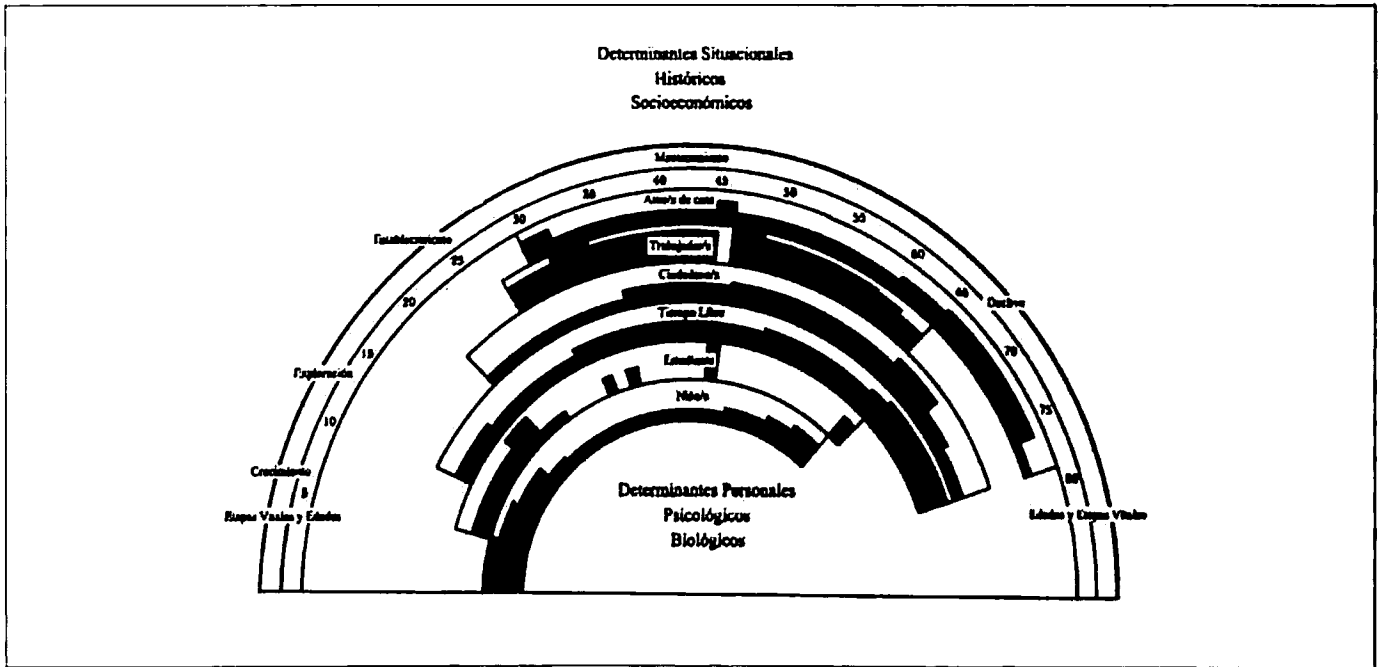 Determinantes Situacionales
Históricos
Socioeconómicos
Mantenimiento
40
45
50
55
60
65
70
75
80
Amo/a de casa
30
25
20
15
10
5
Establecimiento
Exploración
Crecimiento
Etapas Vitales y Edades
Declive
Edades y Etapas Vitales
Trabajador/a
Ciudadano/a
Tiempo Libre
Estudiante
Niño/a
Determinantes Personales
Psicológicos
Biológicos